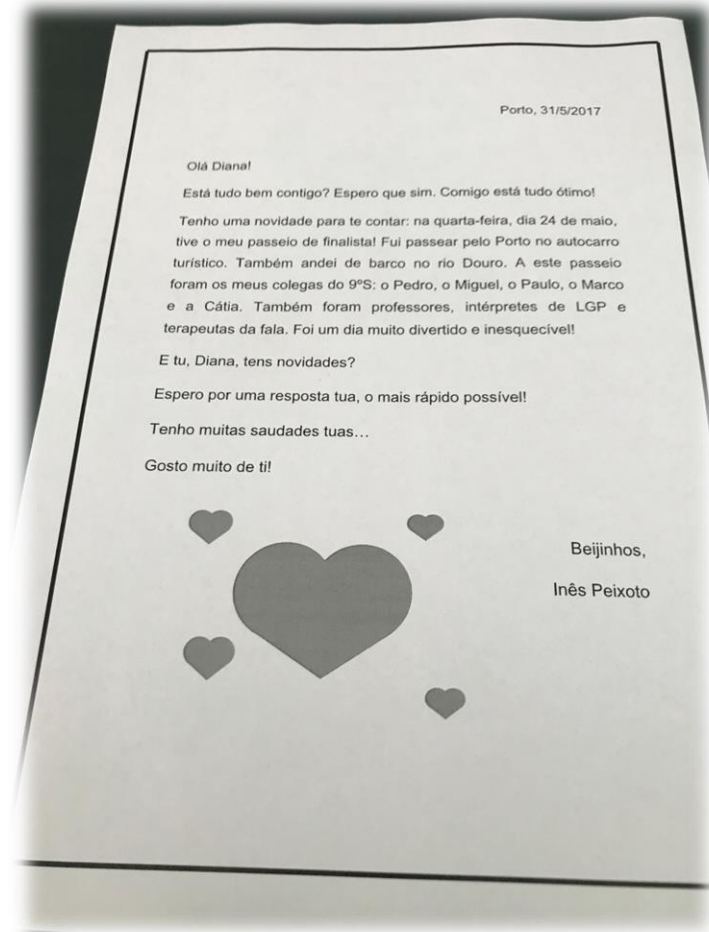 Porto, 31/5/2017
Olá Diana!
Está tudo bem contigo? Espero que sim. Comigo está tudo ótimo!
Tenho uma novidade para te contar: na quarta-feira, dia 24 de maio,
tive o meu passeio de finalista! Fui passear pelo Porto no autocarro
turístico. Também andei de barco no rio Douro. A este passeio
foram os meus colegas do 9ºS: o Pedro, o Miguel, o Paulo, o Marco
e a Cátia. Também foram professores, intérpretes de LGP e
terapeutas da fala. Foi um dia muito divertido e inesquecível!
E tu, Diana, tens novidades?
Espero por uma resposta tua, o mais rápido possível!
Tenho muitas saudades tuas...
Gosto muito de ti!
Beijinhos,
Inês Peixoto